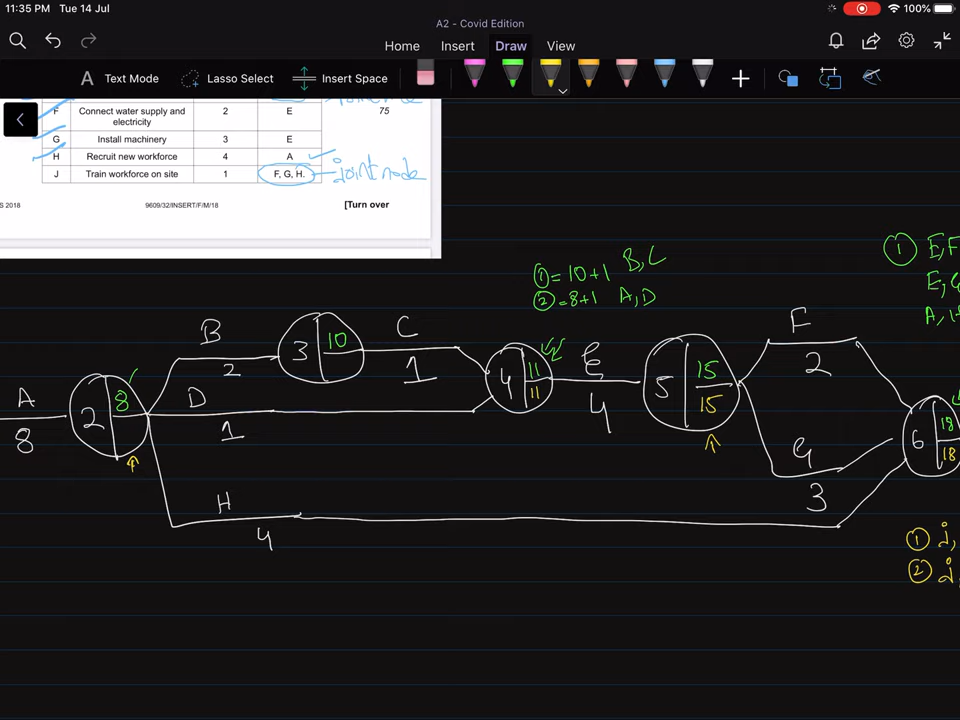 11:35 PM Tue 14 Jul
100%
A2 - Covid Edition
Home Insert Draw View
A Text Mode Lasso Select Insert Space
F Connect water supply and electricity 2 E 75
G Install machinery 3 E
H Recruit new workforce 4 A
J Train workforce on site 1 F, G, H. joint node
S 2018 9609/32/INSERT/F/M/18 [Turn over
① E,F
① = 10+1 B,C
② = 8+1 A,D
E,G
A,H
A 8
2 8
B 2
3 10
C 1
D 1
4 11 11
E 4
5 15 15
F 2
G 3
6 18 18
H 4
① J,
② J,